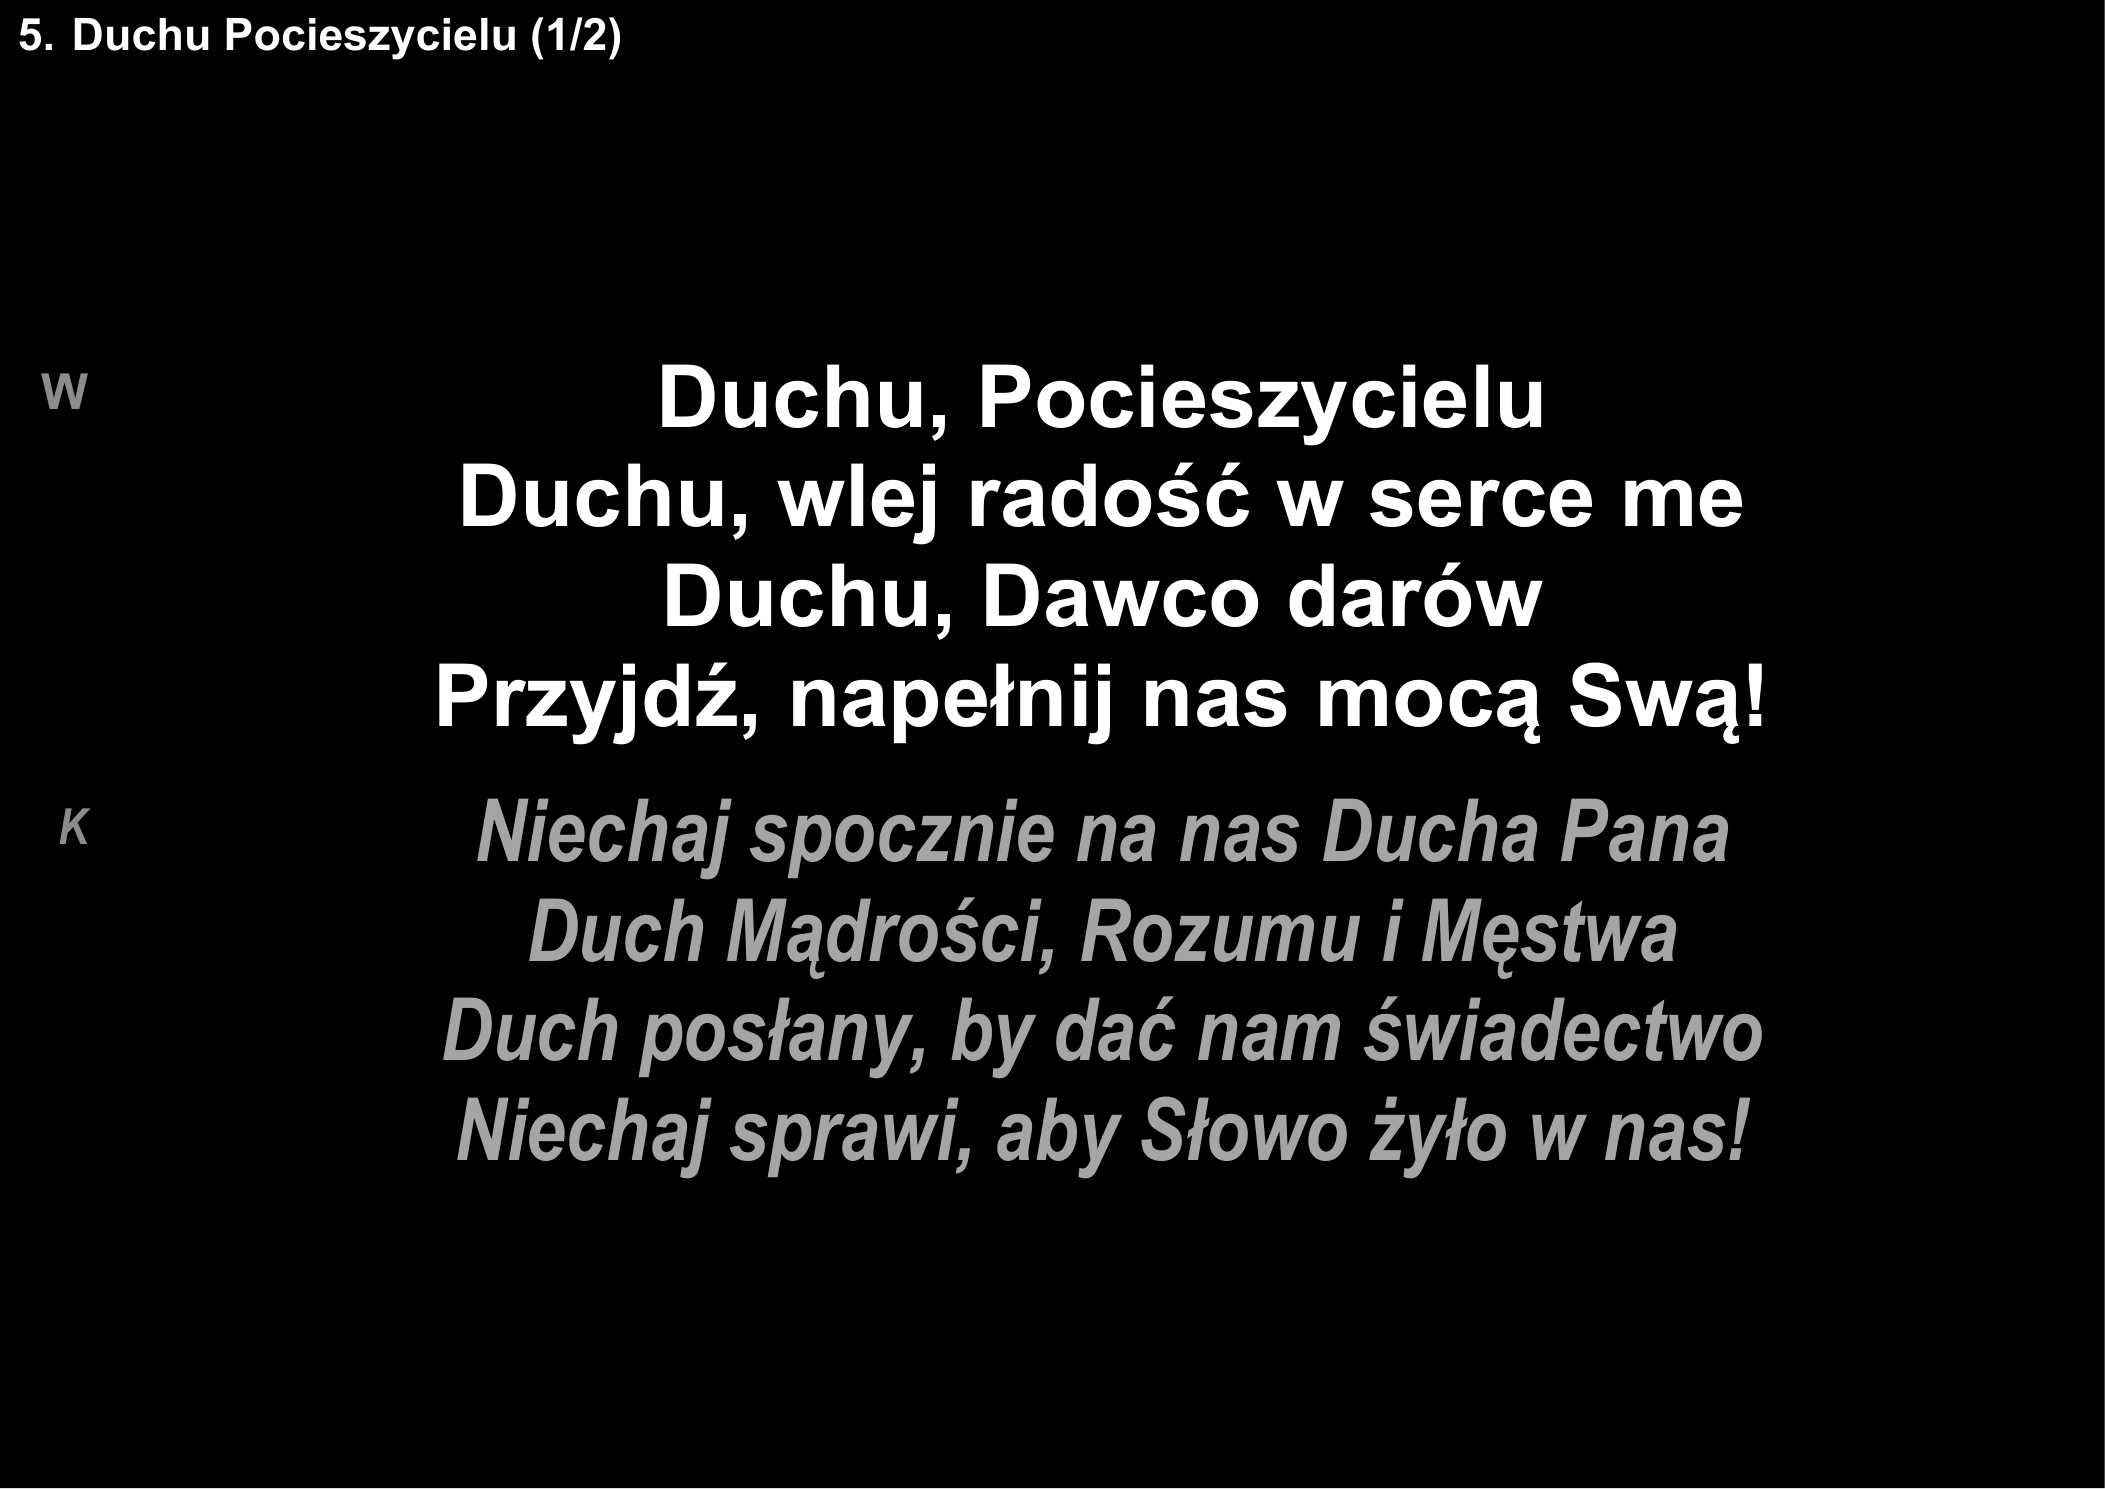 5. Duchu Pocieszycielu (1/2)
W
Duchu, Pocieszycielu
Duchu, wlej radość w serce me
Duchu, Dawco darów
Przyjdź, napełnij nas mocą Swą!
K
Niechaj spocznie na nas Ducha Pana
Duch Mądrości, Rozumu i Męstwa
Duch posłany, by dać nam świadectwo
Niechaj sprawi, aby Słowo żyło w nas!